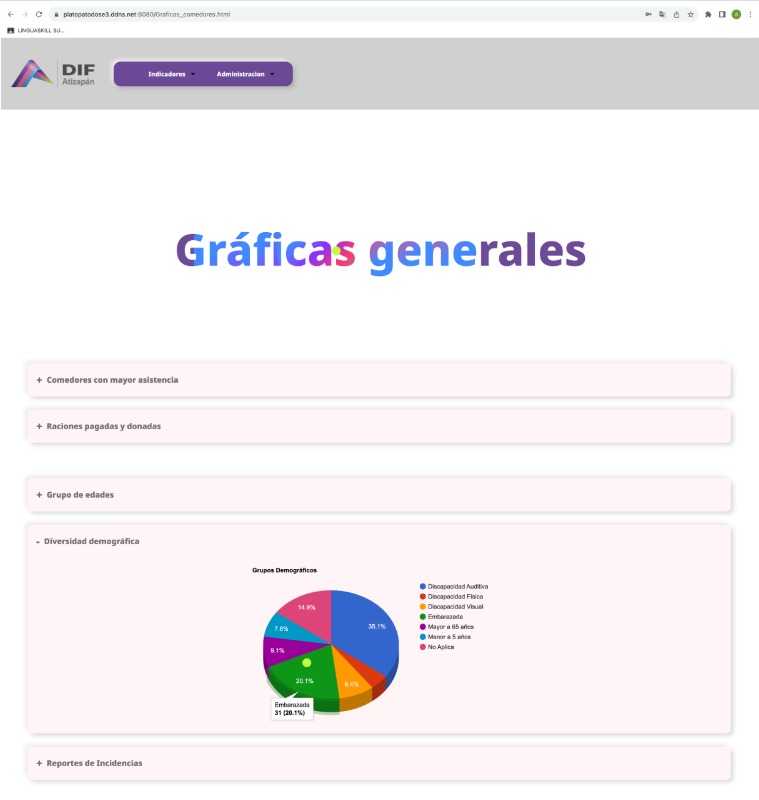 platopatodose3.ddns.net:8080/Graficas_comedores.html
LINGUASKILL SU...
DIF
Atizapán
Indicadores
Administracion
Gráficas generales
+ Comedores con mayor asistencia
+ Raciones pagadas y donadas
+ Grupo de edades
- Diversidad demográfica
Grupos Demográficos
Discapacidad Auditiva
Discapacidad Física
Discapacidad Visual
Embarazada
Mayor a 65 años
Menor a 5 años
No Aplica
14.9%
7.8%
9.1%
20.1%
8.4%
35.1%
Embarazada
31 (20.1%)
+ Reportes de Incidencias